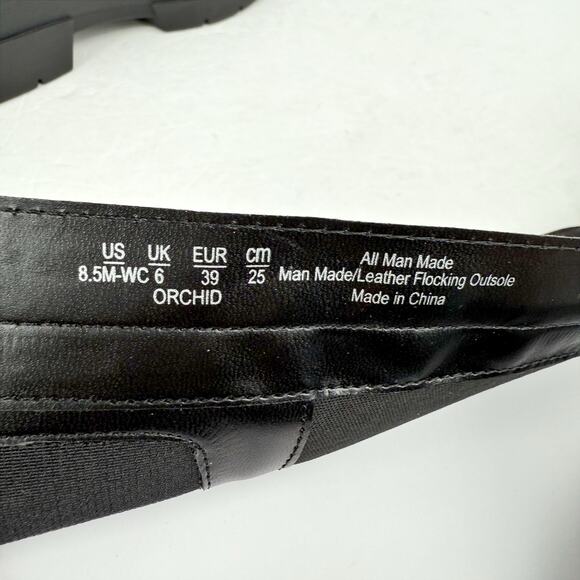 US UK EUR cm
8.5M-WC 6 39 25
ORCHID
All Man Made
Man Made/Leather Flocking Outsole
Made in China